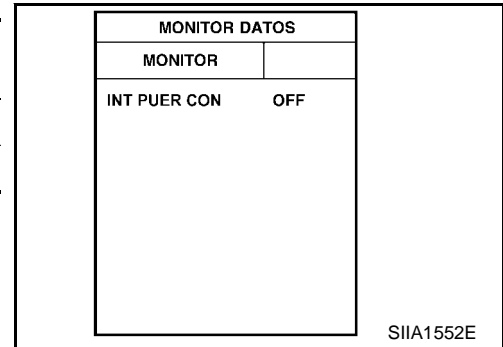 MONITOR DATOS
MONITOR
INT PUER CON OFF
SIIA1552E